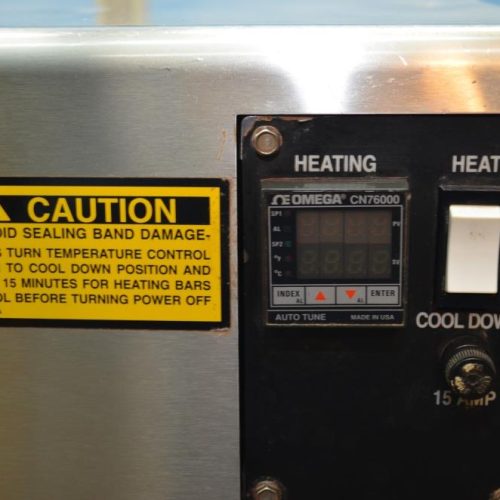 CAUTION
OID SEALING BAND DAMAGE-
S TURN TEMPERATURE CONTROL
TO COOL DOWN POSITION AND
15 MINUTES FOR HEATING BARS
OL BEFORE TURNING POWER OFF
HEATING
OMEGA® CN76000
SP1
AL
PV
SP2
°F
°C
SV
INDEX
AL
AL
ENTER
AUTO TUNE
MADE IN USA
HEAT
COOL DOW
15 AMP